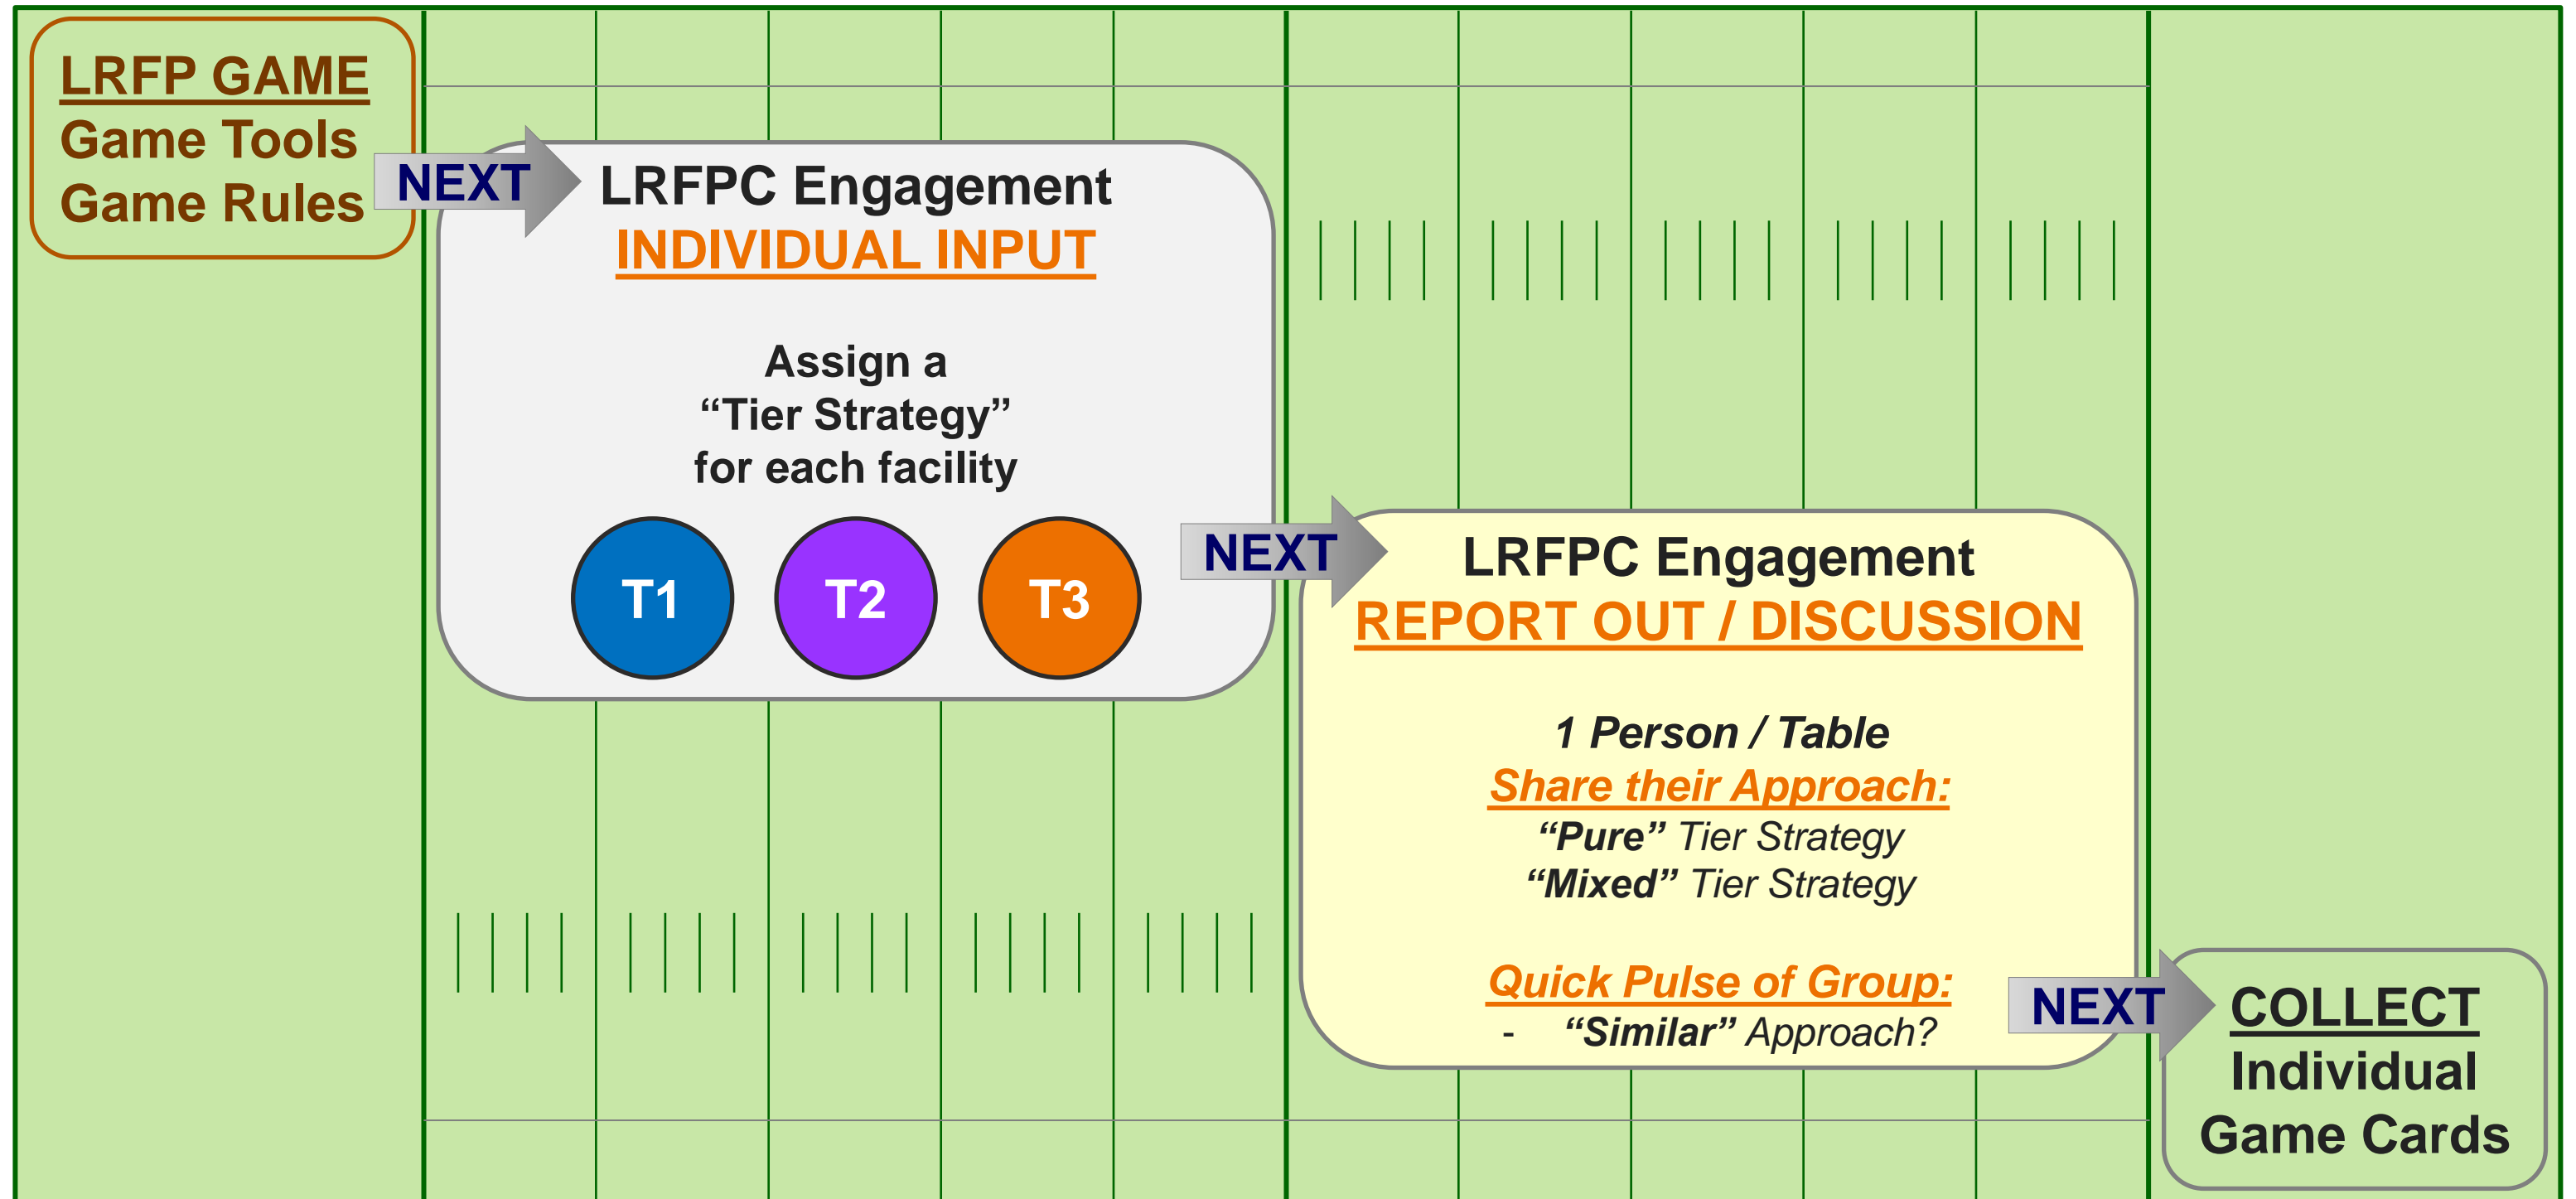 LRFP GAME
Game Tools
Game Rules
NEXT
LRFPC Engagement
INDIVIDUAL INPUT
Assign a
“Tier Strategy”
for each facility
T1
T2
T3
NEXT
LRFPC Engagement
REPORT OUT / DISCUSSION
1 Person / Table
Share their Approach:
“Pure” Tier Strategy
“Mixed” Tier Strategy
Quick Pulse of Group:
- “Similar” Approach?
NEXT
COLLECT
Individual
Game Cards